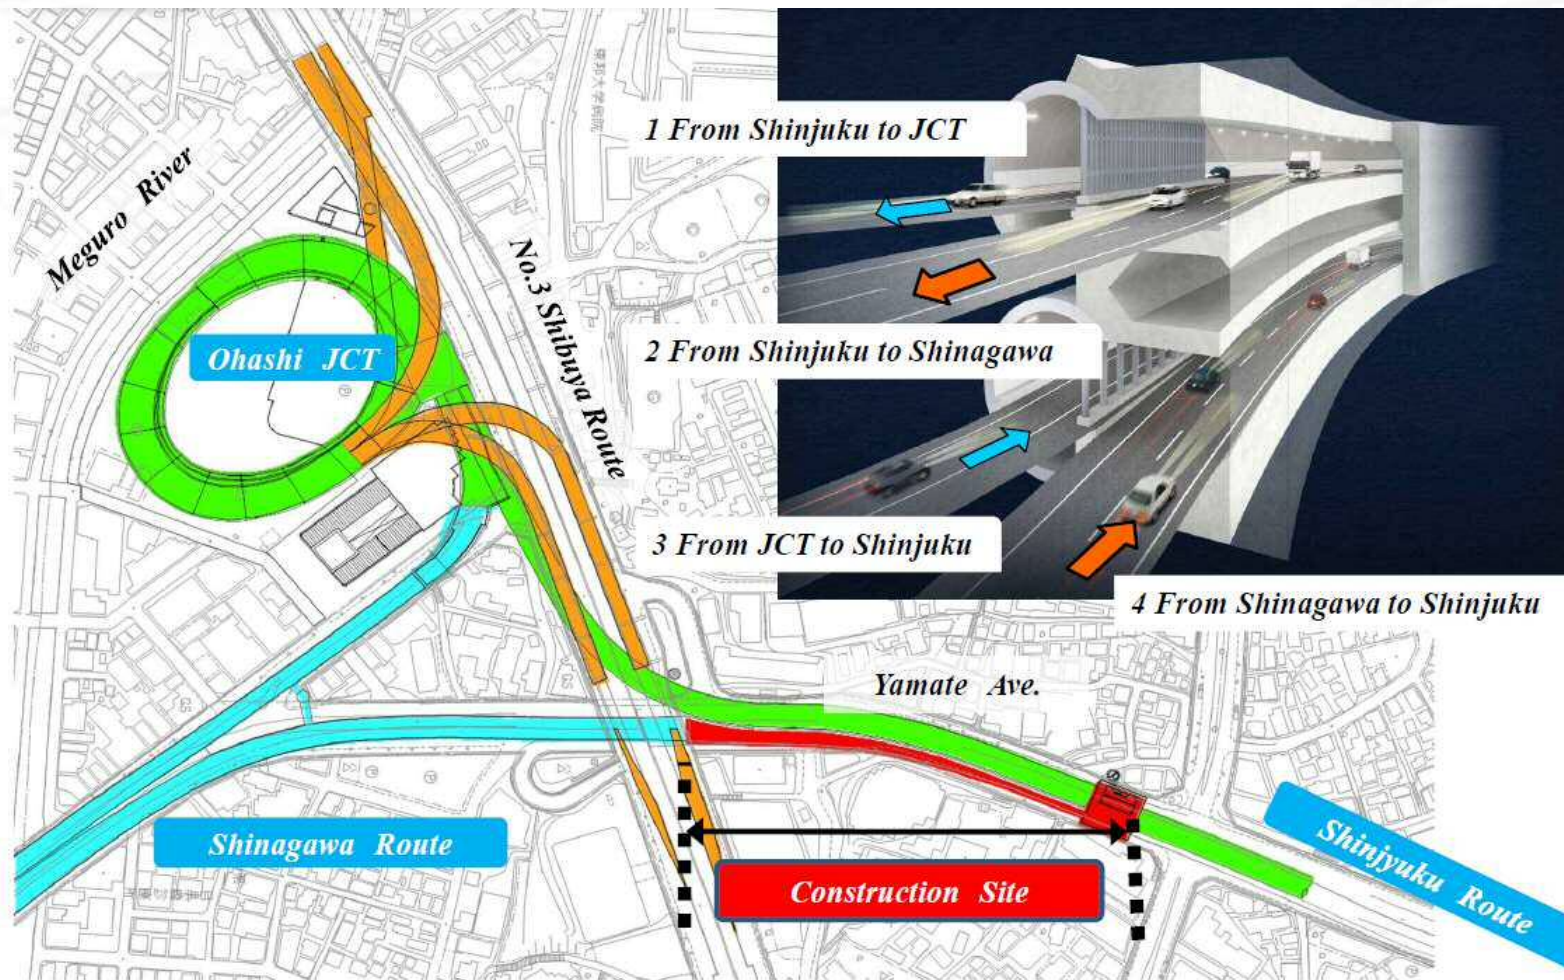 1 From Shinjuku to JCT
Meguro River
No.3 Shibuya Route
Ohashi JCT
2 From Shinjuku to Shinagawa
3 From JCT to Shinjuku
4 From Shinagawa to Shinjuku
Yamate Ave.
Shinagawa Route
Construction Site
Shinjyuku Route